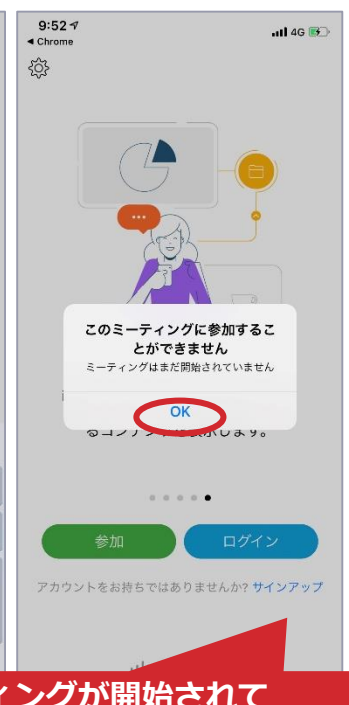 9:52
4G
◀ Chrome
このミーティングに参加するこ
とができません
ミーティングはまだ開始されていません
OK
るコンテンツは表示します。
参加
ログイン
アカウントをお持ちではありませんか? サインアップ
ィングが開始されて